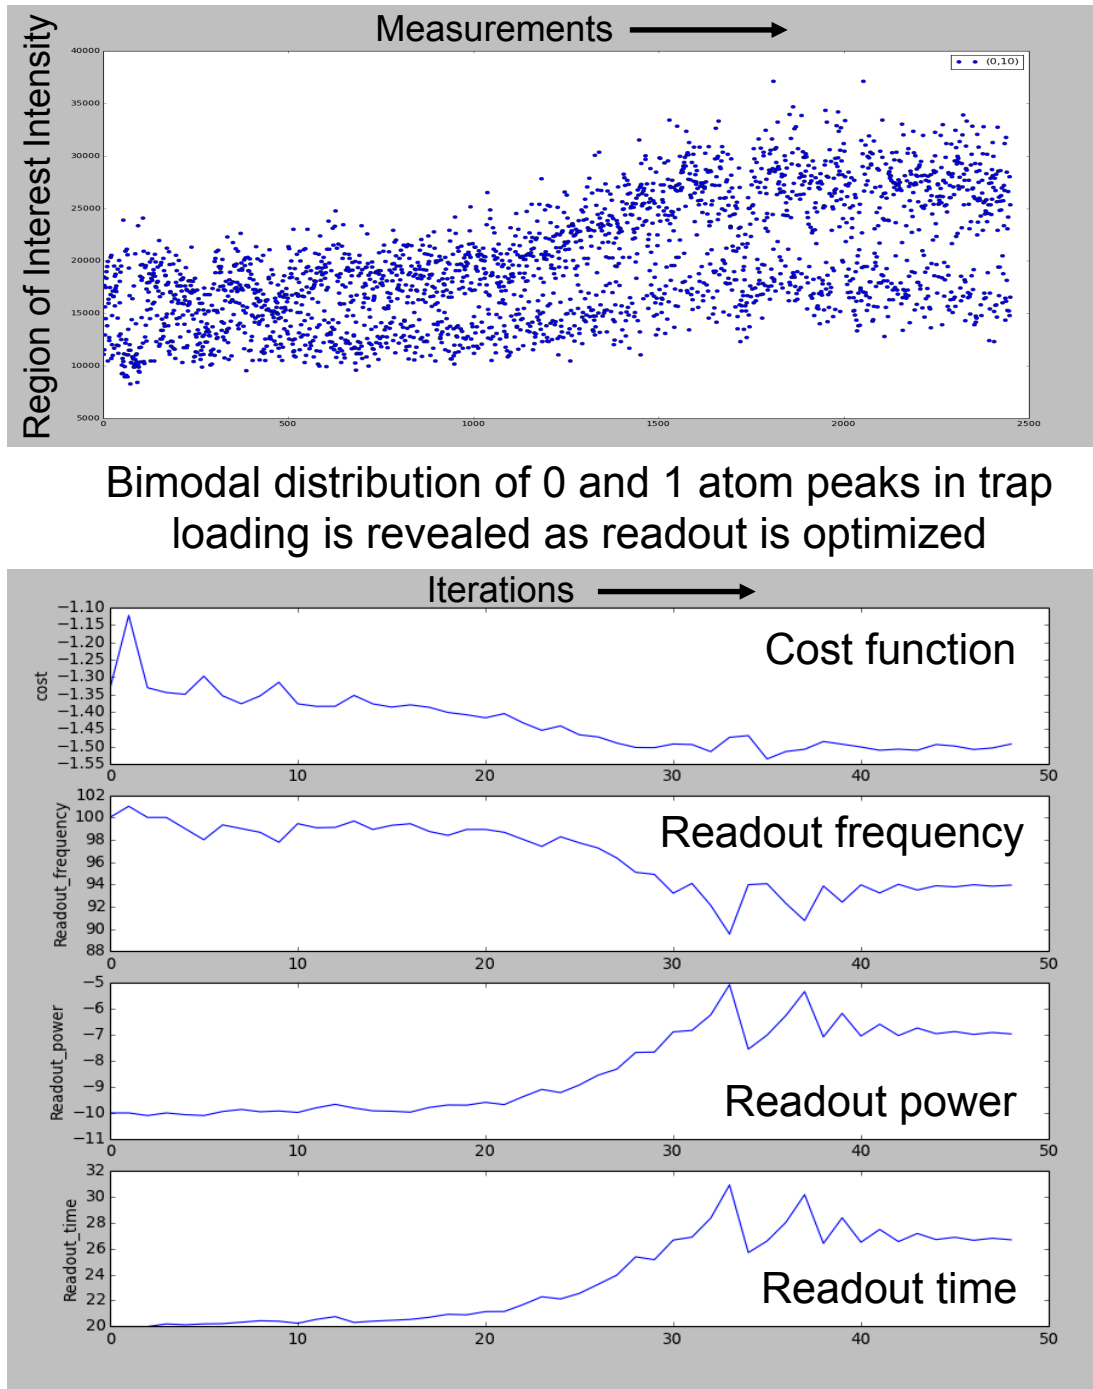 Measurements
Region of Interest Intensity
40000
35000
30000
25000
20000
15000
10000
5000
(0,10)
0 500 1000 1500 2000 2500
Bimodal distribution of 0 and 1 atom peaks in trap
loading is revealed as readout is optimized
Iterations
Cost function
cost
−1.10
−1.15
−1.20
−1.25
−1.30
−1.35
−1.40
−1.45
−1.50
−1.55
0 10 20 30 40 50
Readout frequency
Readout_frequency
102
100
98
96
94
92
90
88
0 10 20 30 40 50
Readout power
Readout_power
−5
−6
−7
−8
−9
−10
−11
0 10 20 30 40 50
Readout time
Readout_time
32
30
28
26
24
22
20
0 10 20 30 40 50